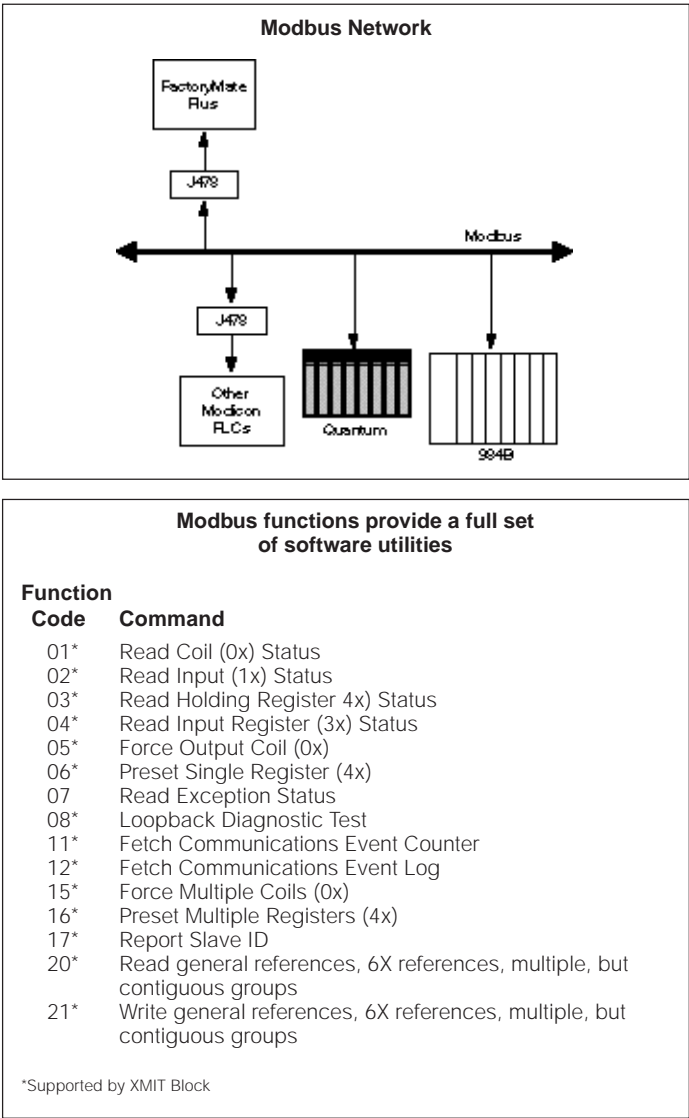 Modbus Network
FactoryMate
Plus
J478
Modbus
J478
Other
Modicon
PLCs
Quantum
984B
Modbus functions provide a full set
of software utilities
Function
Code Command
01* Read Coil (0x) Status
02* Read Input (1x) Status
03* Read Holding Register 4x) Status
04* Read Input Register (3x) Status
05* Force Output Coil (0x)
06* Preset Single Register (4x)
07 Read Exception Status
08* Loopback Diagnostic Test
11* Fetch Communications Event Counter
12* Fetch Communications Event Log
15* Force Multiple Coils (0x)
16* Preset Multiple Registers (4x)
17* Report Slave ID
20* Read general references, 6X references, multiple, but
contiguous groups
21* Write general references, 6X references, multiple, but
contiguous groups
*Supported by XMIT Block